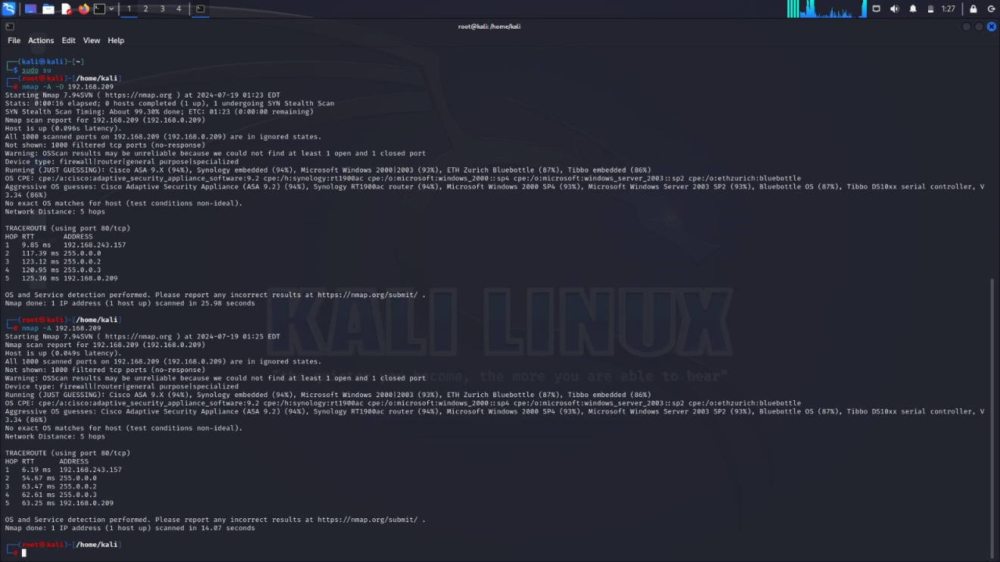 1 2 3 4
1:27
root@kali: /home/kali
File Actions Edit View Help
┌──(kali㉿kali)-[~]
└─$ sudo su
┌──(root㉿kali)-[/home/kali]
└─# nmap -A -O 192.168.209
Starting Nmap 7.94SVN ( https://nmap.org ) at 2024-07-19 01:23 EDT
Stats: 0:00:16 elapsed; 0 hosts completed (1 up), 1 undergoing SYN Stealth Scan
SYN Stealth Scan Timing: About 99.30% done; ETC: 01:23 (0:00:00 remaining)
Nmap scan report for 192.168.209 (192.168.0.209)
Host is up (0.096s latency).
All 1000 scanned ports on 192.168.209 (192.168.0.209) are in ignored states.
Not shown: 1000 filtered tcp ports (no-response)
Warning: OSScan results may be unreliable because we could not find at least 1 open and 1 closed port
Device type: firewall|router|general purpose|specialized
Running (JUST GUESSING): Cisco ASA 9.X (94%), Synology embedded (94%), Microsoft Windows 2000|2003 (93%), ETH Zurich Bluebottle (87%), Tibbo embedded (86%)
OS CPE: cpe:/a:cisco:adaptive_security_appliance_software:9.2 cpe:/h:synology:rt1900ac cpe:/o:microsoft:windows_2000::sp4 cpe:/o:microsoft:windows_server_2003::sp2 cpe:/o:ethzurich:bluebottle
Aggressive OS guesses: Cisco Adaptive Security Appliance (ASA 9.2) (94%), Synology RT1900ac router (94%), Microsoft Windows 2000 SP4 (93%), Microsoft Windows Server 2003 SP2 (93%), Bluebottle OS (87%), Tibbo DS10xx serial controller, V
3.34 (86%)
No exact OS matches for host (test conditions non-ideal).
Network Distance: 5 hops
TRACEROUTE (using port 80/tcp)
HOP RTT ADDRESS
1 9.85 ms 192.168.243.157
2 117.39 ms 255.0.0.0
3 123.12 ms 255.0.0.2
4 120.95 ms 255.0.0.3
5 125.36 ms 192.168.0.209
OS and Service detection performed. Please report any incorrect results at https://nmap.org/submit/ .
Nmap done: 1 IP address (1 host up) scanned in 25.98 seconds
┌──(root㉿kali)-[/home/kali]
└─# nmap -A 192.168.209
Starting Nmap 7.94SVN ( https://nmap.org ) at 2024-07-19 01:25 EDT
Nmap scan report for 192.168.209 (192.168.0.209)
Host is up (0.049s latency).
All 1000 scanned ports on 192.168.209 (192.168.0.209) are in ignored states.
Not shown: 1000 filtered tcp ports (no-response)
Warning: OSScan results may be unreliable because we could not find at least 1 open and 1 closed port
Device type: firewall|router|general purpose|specialized
Running (JUST GUESSING): Cisco ASA 9.X (94%), Synology embedded (94%), Microsoft Windows 2000|2003 (93%), ETH Zurich Bluebottle (87%), Tibbo embedded (86%)
OS CPE: cpe:/a:cisco:adaptive_security_appliance_software:9.2 cpe:/h:synology:rt1900ac cpe:/o:microsoft:windows_2000::sp4 cpe:/o:microsoft:windows_server_2003::sp2 cpe:/o:ethzurich:bluebottle
Aggressive OS guesses: Cisco Adaptive Security Appliance (ASA 9.2) (94%), Synology RT1900ac router (94%), Microsoft Windows 2000 SP4 (93%), Microsoft Windows Server 2003 SP2 (93%), Bluebottle OS (87%), Tibbo DS10xx serial controller, V
3.34 (86%)
No exact OS matches for host (test conditions non-ideal).
Network Distance: 5 hops
TRACEROUTE (using port 80/tcp)
HOP RTT ADDRESS
1 6.19 ms 192.168.243.157
2 54.67 ms 255.0.0.0
3 63.47 ms 255.0.0.2
4 62.61 ms 255.0.0.3
5 63.25 ms 192.168.0.209
OS and Service detection performed. Please report any incorrect results at https://nmap.org/submit/ .
Nmap done: 1 IP address (1 host up) scanned in 14.07 seconds
┌──(root㉿kali)-[/home/kali]
└─#
KALI LINUX
become, the more you are able to hear"